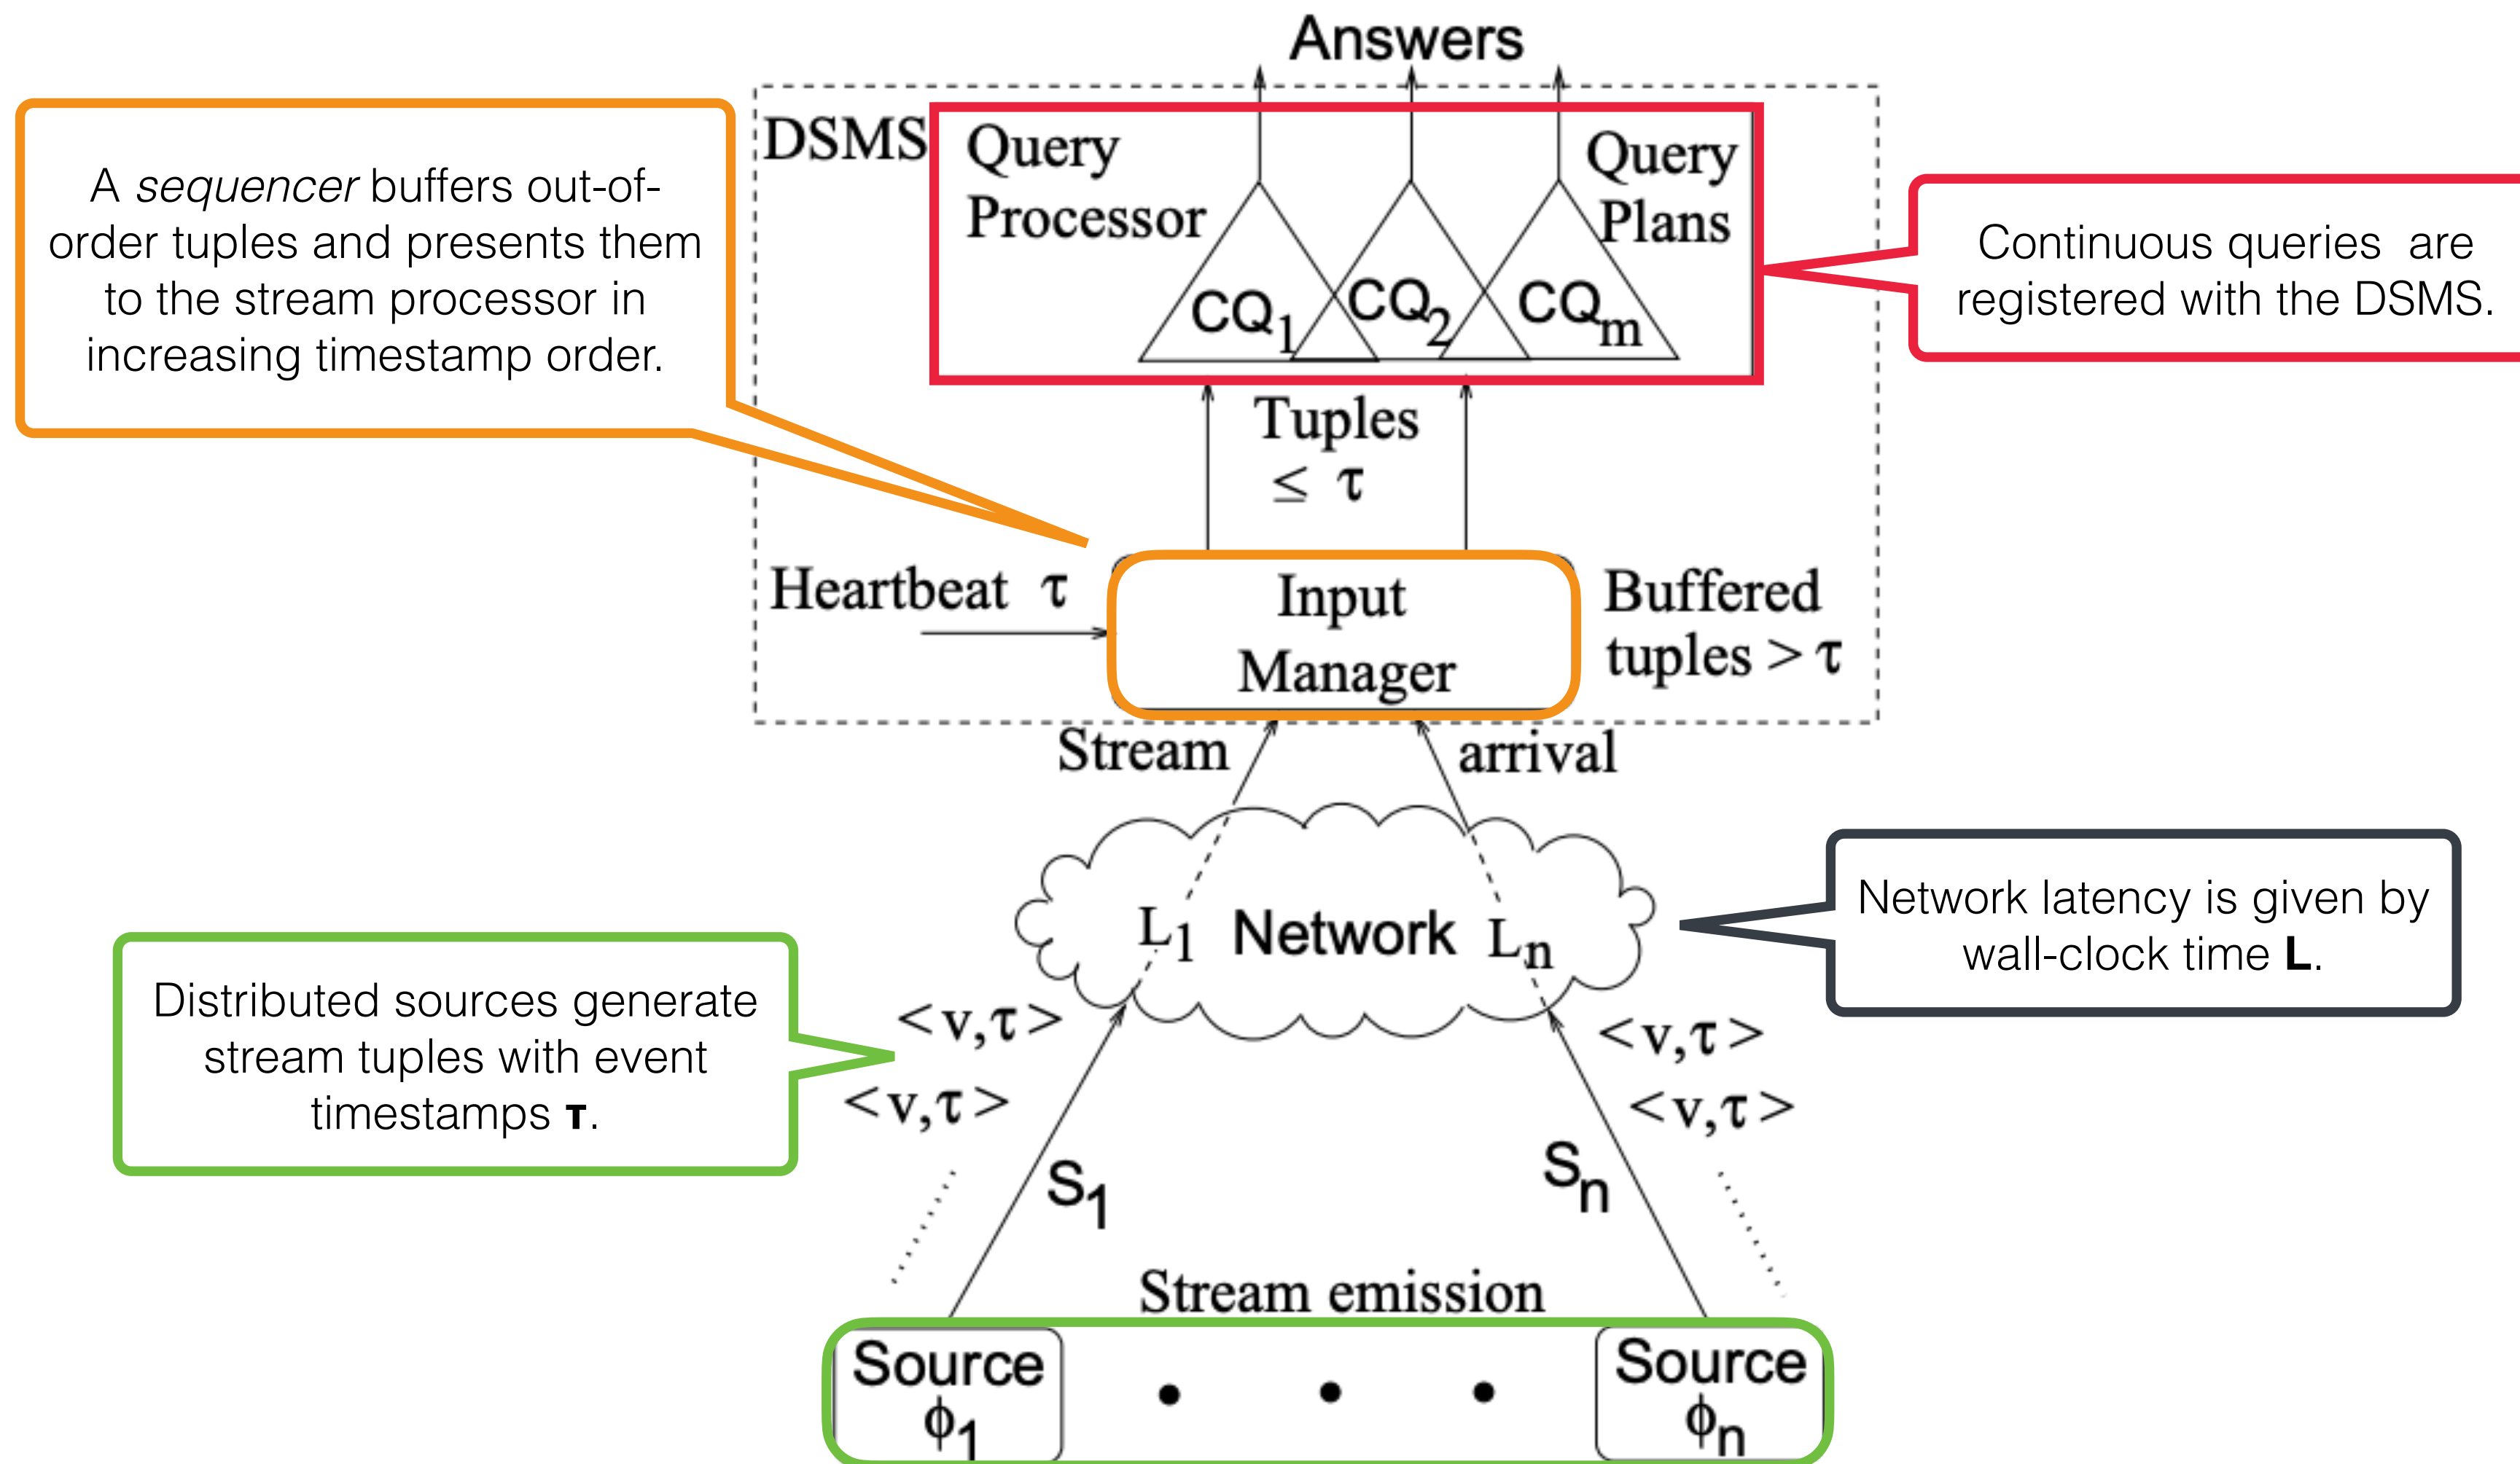 Answers
A sequencer buffers out-of-
order tuples and presents them
to the stream processor in
increasing timestamp order.
DSMS
Query
Processor
Query
Plans
CQ1
CQ2
CQm
Continuous queries are
registered with the DSMS.
Tuples
≤ τ
Heartbeat τ
Input
Manager
Buffered
tuples > τ
Stream
arrival
L1
Network
Ln
Network latency is given by
wall-clock time L.
Distributed sources generate
stream tuples with event
timestamps τ.
<v,τ>
<v,τ>
<v,τ>
<v,τ>
S1
Sn
Stream emission
Source
ϕ1
Source
ϕn